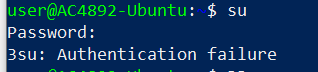 user@AC4892-Ubuntu:~$ su
Password:
3su: Authentication failure